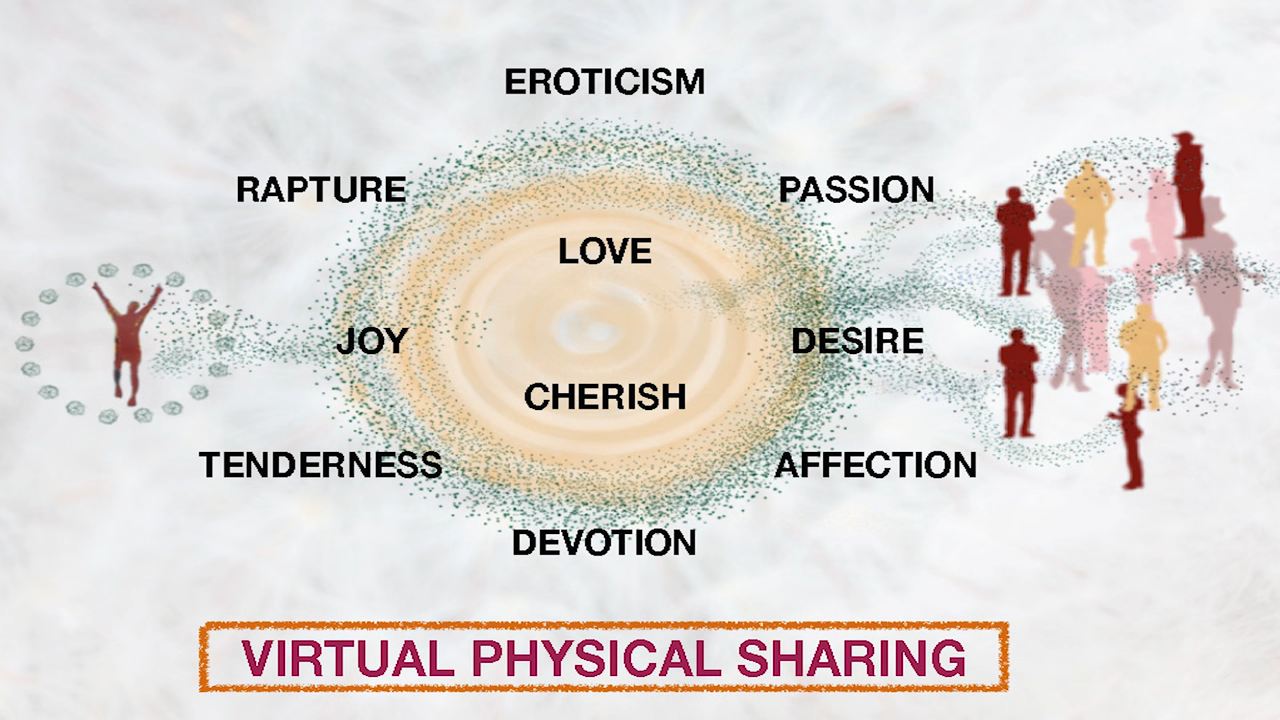 EROTICISM
RAPTURE
PASSION
LOVE
JOY
DESIRE
CHERISH
TENDERNESS
AFFECTION
DEVOTION
VIRTUAL PHYSICAL SHARING